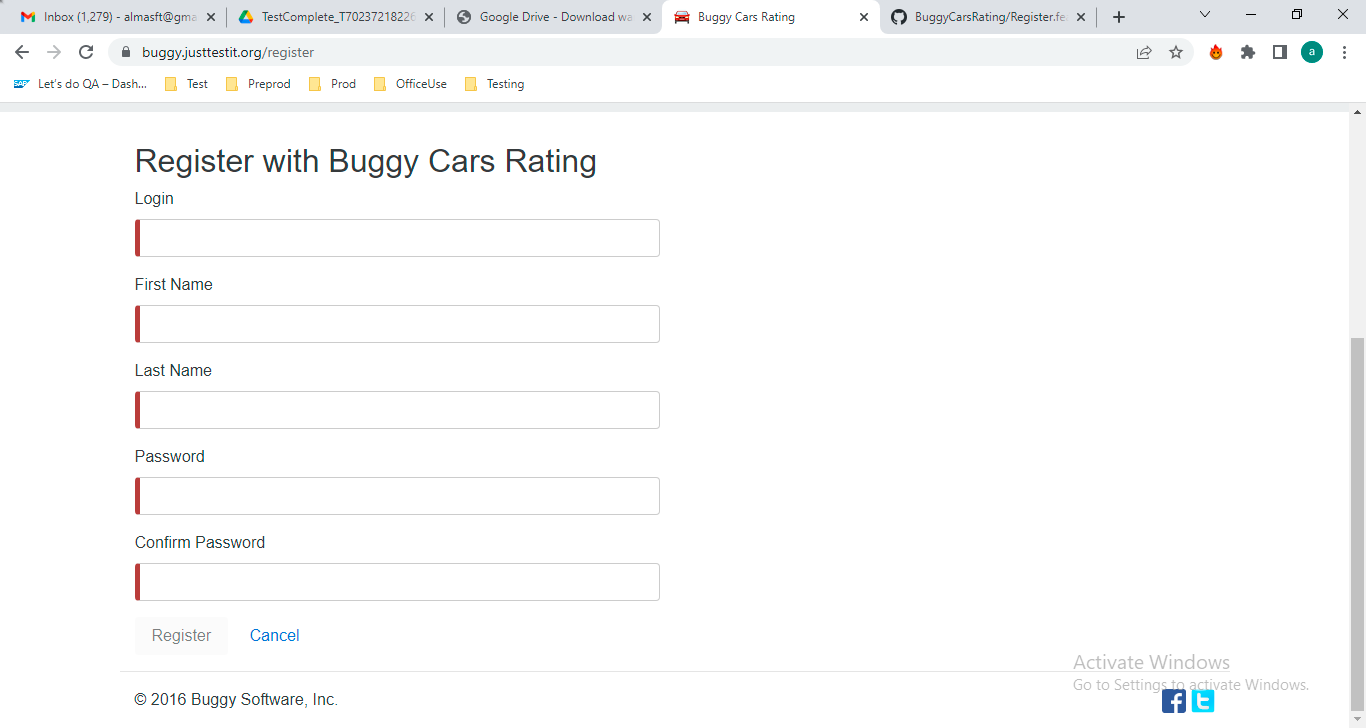 Inbox (1,279) - almasft@gma
TestComplete_T70237218226
Google Drive - Download wa
Buggy Cars Rating
BuggyCarsRating/Register.fe
buggy.justtestit.org/register
a
SAP Let's do QA – Dash...
Test
Preprod
Prod
OfficeUse
Testing
Register with Buggy Cars Rating
Login
First Name
Last Name
Password
Confirm Password
Register Cancel
Activate Windows
Go to Settings to activate Windows.
© 2016 Buggy Software, Inc.